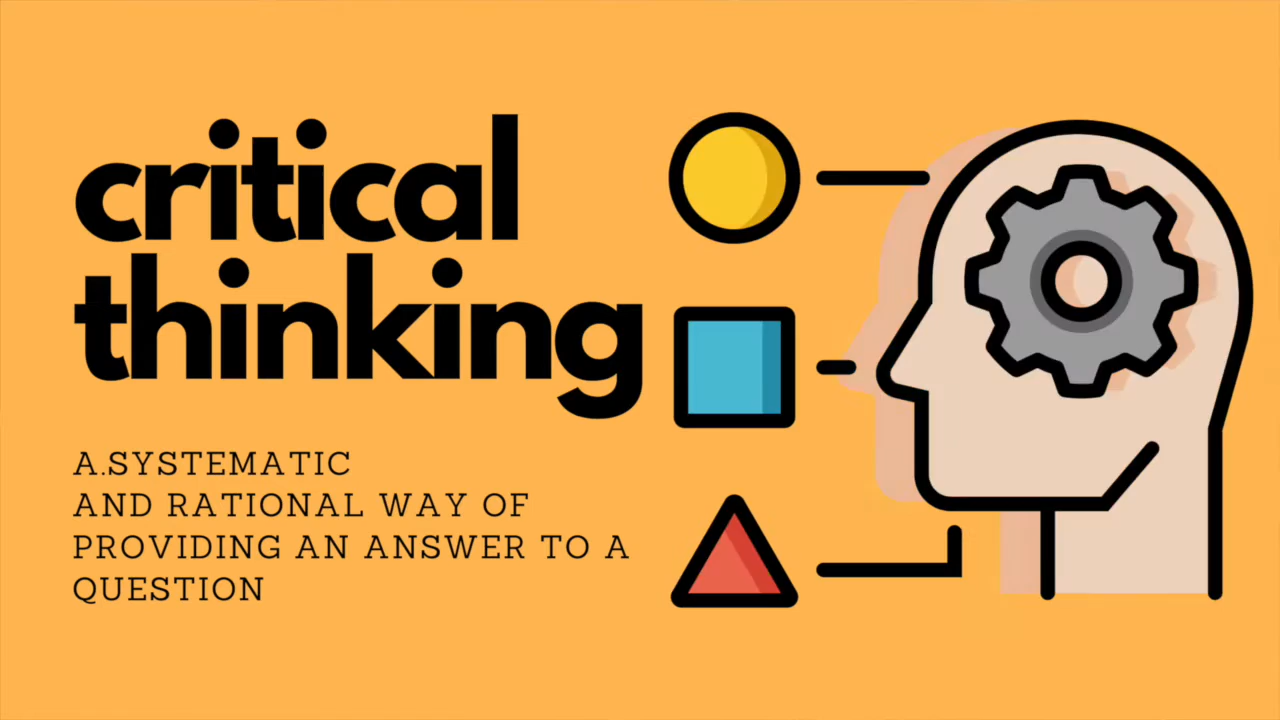 critical
thinking
A.SYSTEMATIC
AND RATIONAL WAY OF
PROVIDING AN ANSWER TO A
QUESTION